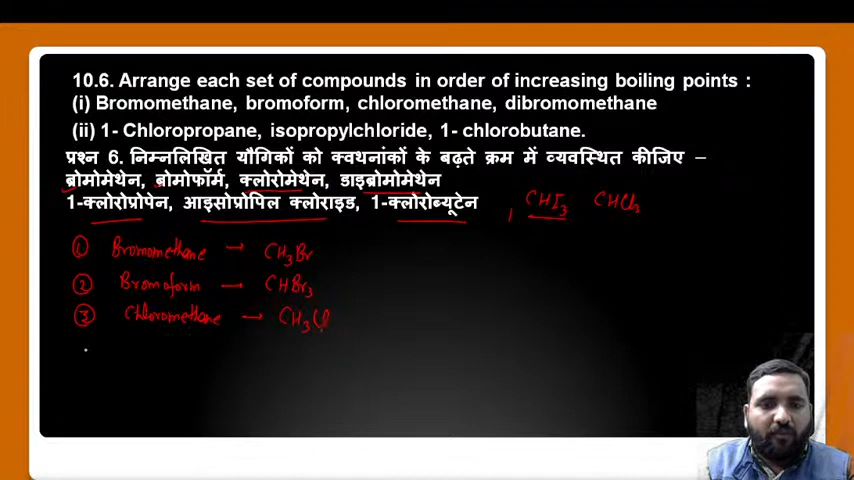 10.6. Arrange each set of compounds in order of increasing boiling points :
(i) Bromomethane, bromoform, chloromethane, dibromomethane
(ii) 1- Chloropropane, isopropylchloride, 1- chlorobutane.
प्रश्न 6. निम्नलिखित यौगिकों को क्वथनांकों के बढ़ते क्रम में व्यवस्थित कीजिए –
ब्रोमोमेथेन, ब्रोमोफॉर्म, क्लोरोमेथेन, डाइब्रोमोमेथेन
1-क्लोरोप्रोपेन, आइसोप्रोपिल क्लोराइड, 1-क्लोरोब्यूटेन
CHI3 CHCl3
① Bromomethane → CH3Br
② Bromoform → CHBr3
③ Chloromethane → CH3Cl